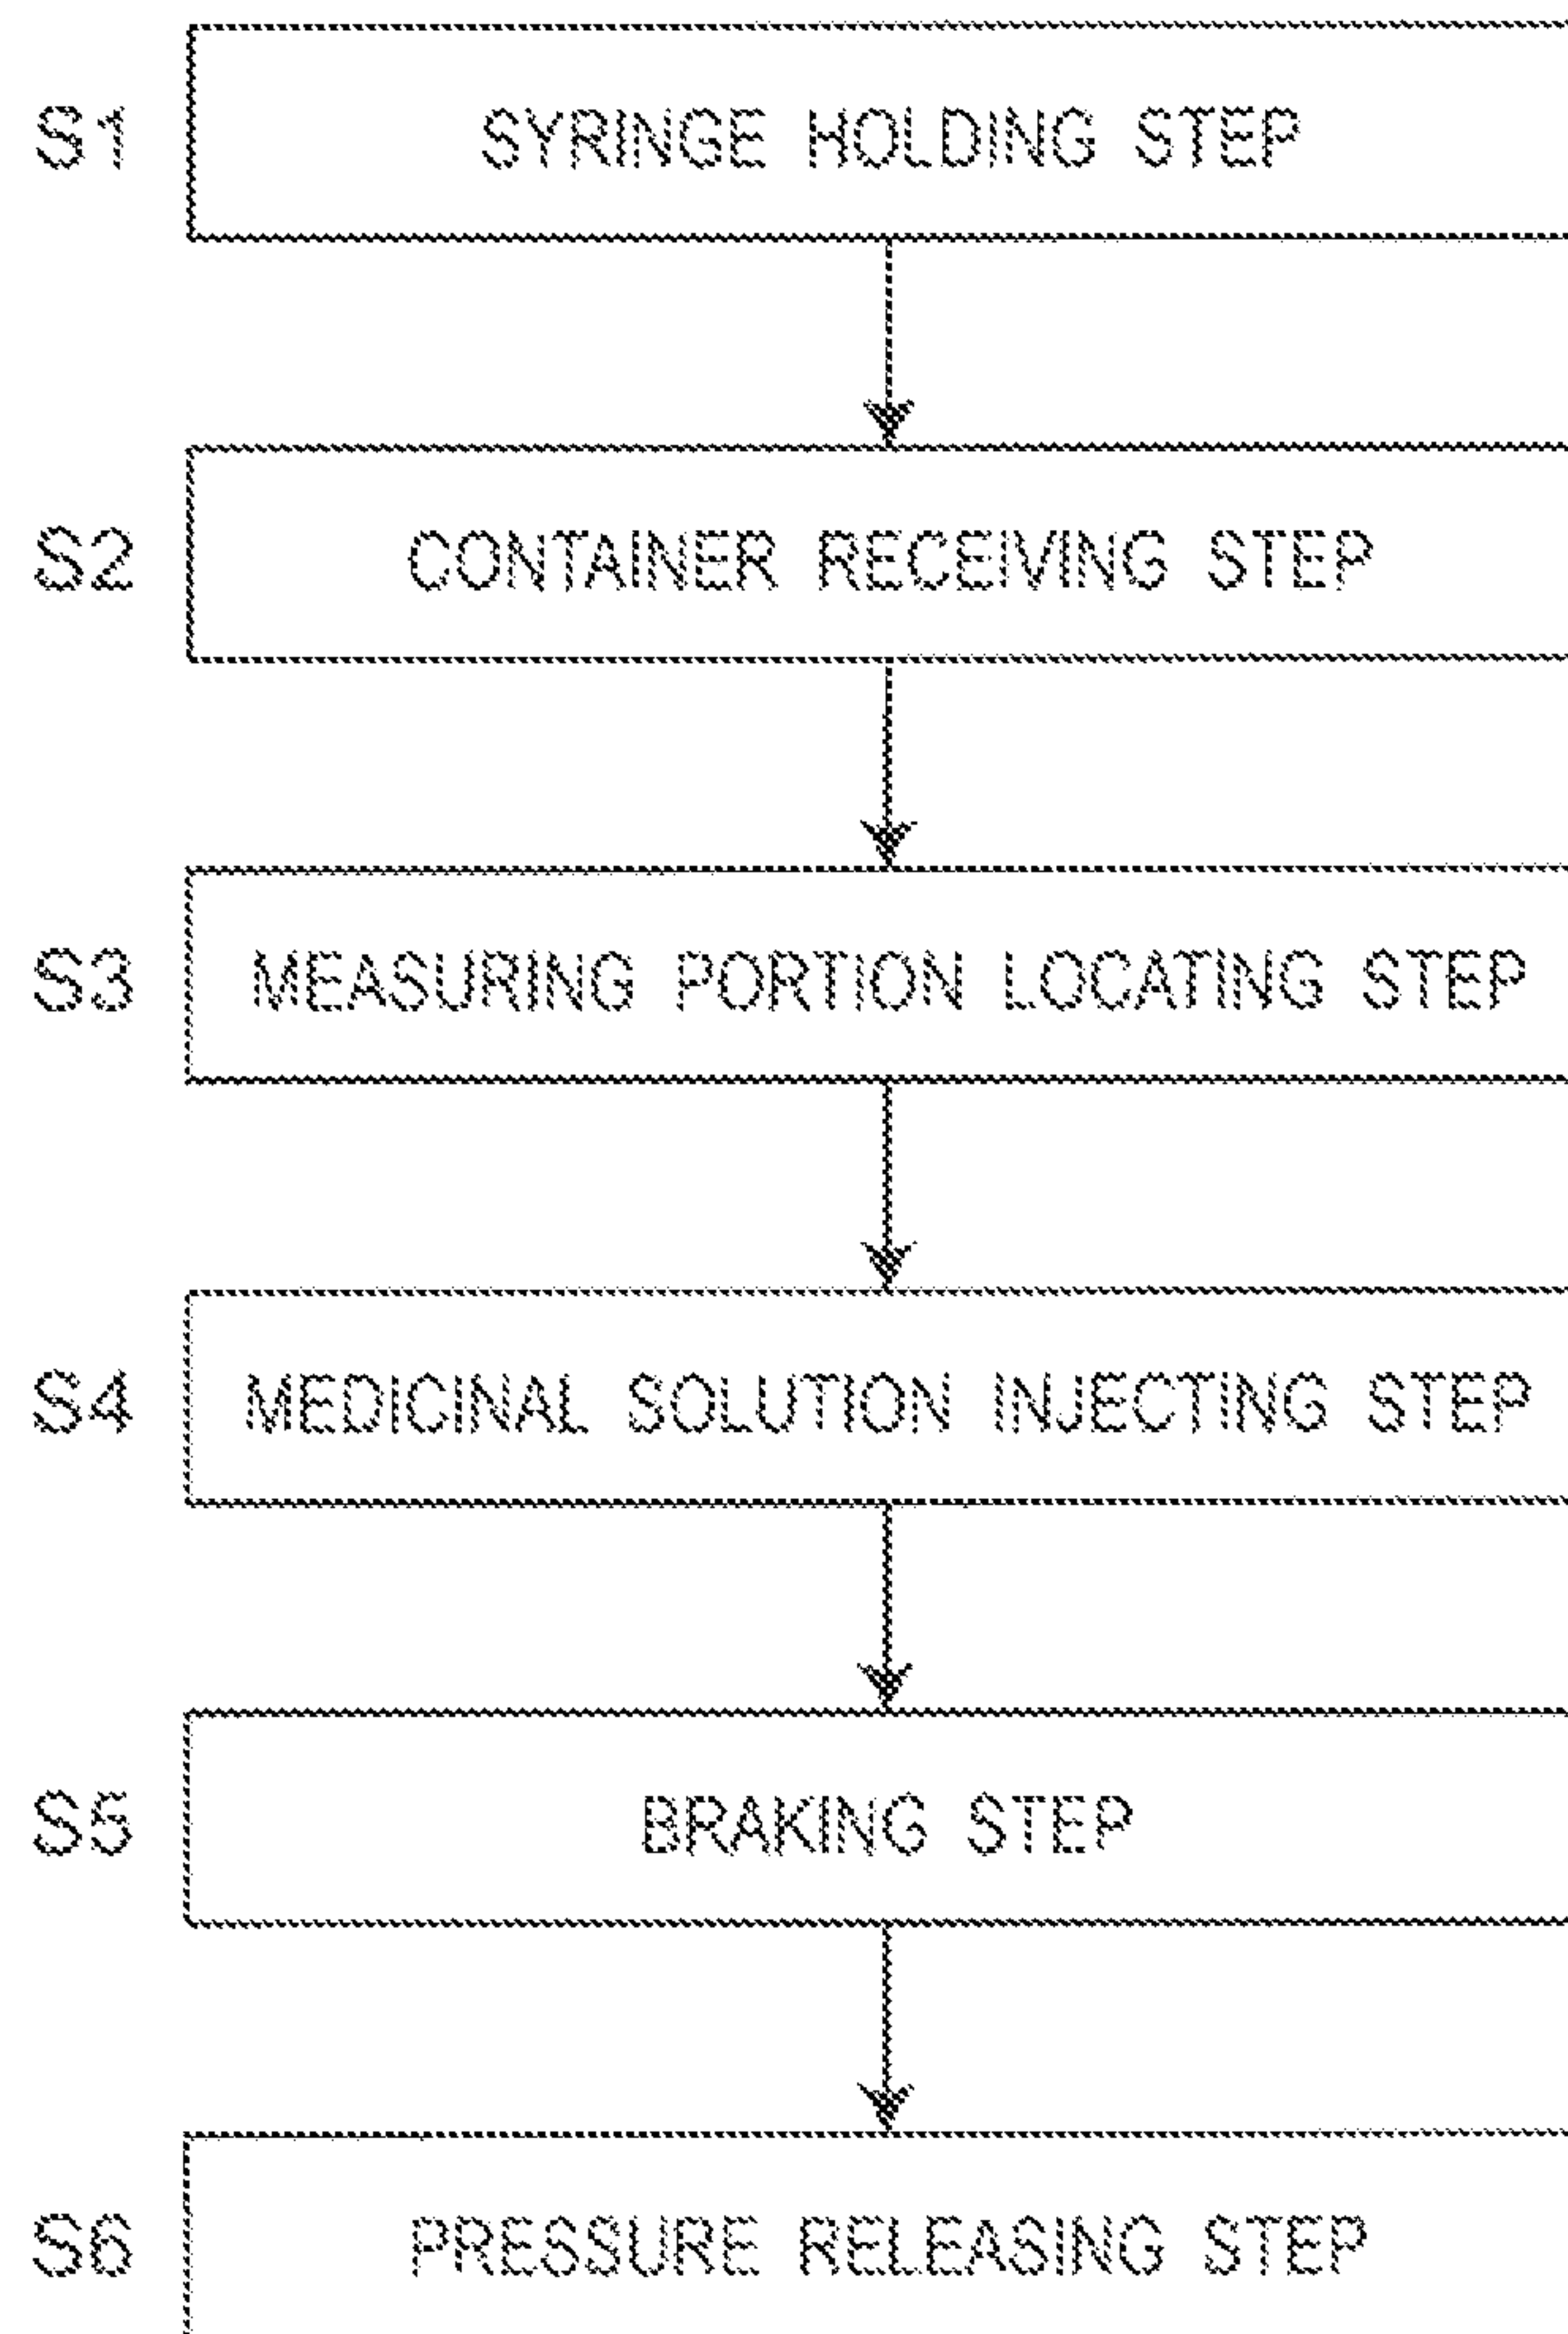 S1 SYRINGE HOLDING STEP
S2 CONTAINER RECEIVING STEP
S3 MEASURING PORTION LOCATING STEP
S4 MEDICINAL SOLUTION INJECTING STEP
S5 BRAKING STEP
S6 PRESSURE RELEASING STEP